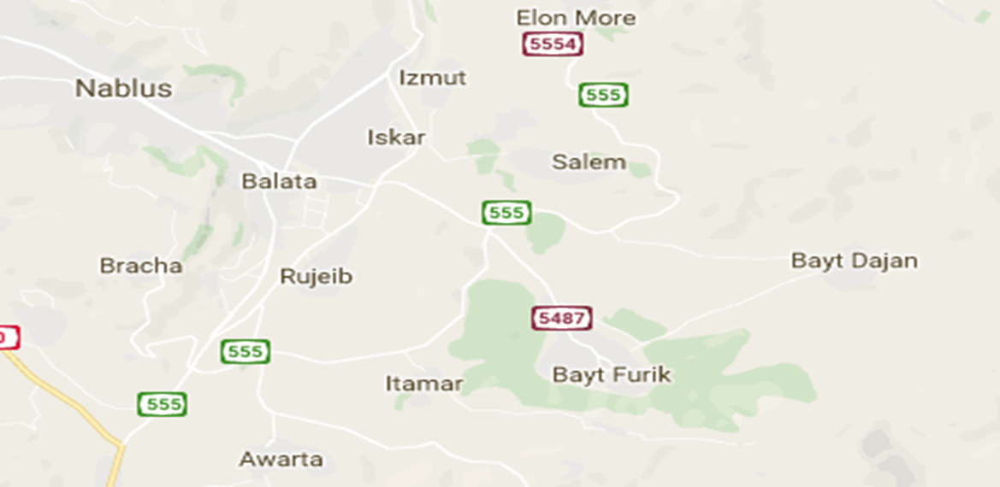 Elon More
5554
Izmut
Nablus
555
Iskar
Salem
Balata
555
Bayt Dajan
Bracha
Rujeib
5487
0
555
Bayt Furik
Itamar
555
Awarta